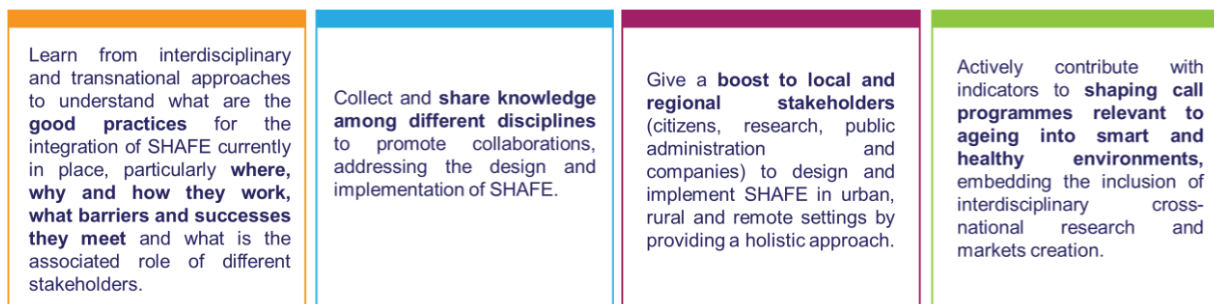 Learn from interdisciplinary
and transnational approaches
to understand what are the
good practices for the
integration of SHAFE currently
in place, particularly where,
why and how they work,
what barriers and successes
they meet and what is the
associated role of different
stakeholders.
Collect and share knowledge
among different disciplines
to promote collaborations,
addressing the design and
implementation of SHAFE.
Give a boost to local and
regional stakeholders
(citizens, research, public
administration and
companies) to design and
implement SHAFE in urban,
rural and remote settings by
providing a holistic approach.
Actively contribute with
indicators to shaping call
programmes relevant to
ageing into smart and
healthy environments,
embedding the inclusion of
interdisciplinary cross-
national research and
markets creation.